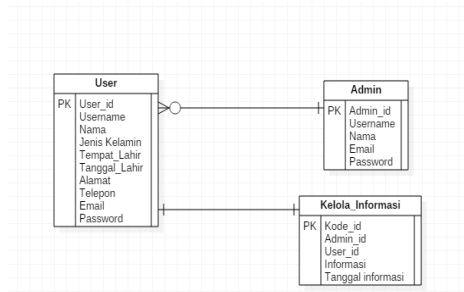 User
PK User_id
Username
Nama
Jenis Kelamin
Tempat_Lahir
Tanggal_Lahir
Alamat
Telepon
Email
Password
Admin
PK Admin_id
Username
Nama
Email
Password
Kelola_Informasi
PK Kode_id
Admin_id
User_id
Informasi
Tanggal informasi